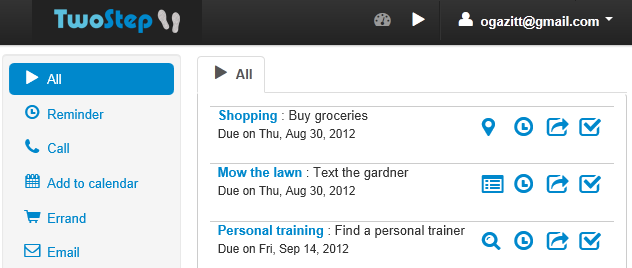 TwoStep
ogazitt@gmail.com
All
Reminder
Call
Add to calendar
Errand
Email
All
Shopping : Buy groceries
Due on Thu, Aug 30, 2012
Mow the lawn : Text the gardner
Due on Thu, Aug 30, 2012
Personal training : Find a personal trainer
Due on Fri, Sep 14, 2012